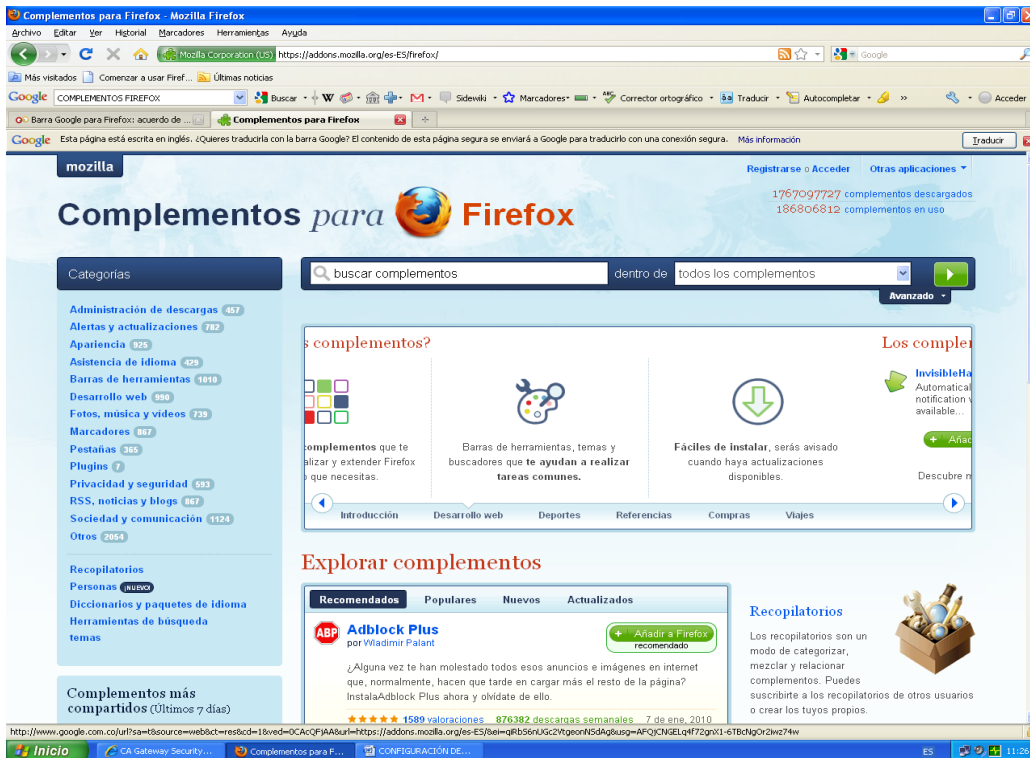 Complementos para Firefox - Mozilla Firefox
Archivo Editar Ver Historial Marcadores Herramientas Ayuda
Mozilla Corporation (US) https://addons.mozilla.org/es-ES/firefox/ Google
Más visitados Comenzar a usar Firef... Últimas noticias
Google COMPLEMENTOS FIREFOX Buscar Sidewiki Marcadores Corrector ortográfico Traducir Autocompletar » Acceder
Barra Google para Firefox: acuerdo de ... Complementos para Firefox
Google Esta página está escrita en inglés. ¿Quieres traducirla con la barra Google? El contenido de esta página segura se enviará a Google para traducirlo con una conexión segura. Más información Traducir
mozilla
Registrarse o Acceder Otras aplicaciones
1767097727 complementos descargados
186806812 complementos en uso
Complementos para Firefox
Categorías
buscar complementos dentro de todos los complementos
Avanzado
Administración de descargas 457
Alertas y actualizaciones 782
Apariencia 925
Asistencia de idioma 429
Barras de herramientas 1010
Desarrollo web 990
Fotos, música y vídeos 739
Marcadores 867
Pestañas 365
Plugins 7
Privacidad y seguridad 593
RSS, noticias y blogs 867
Sociedad y comunicación 1124
Otros 2054
Recopilatorios
Personas ¡NUEVO!
Diccionarios y paquetes de idioma
Herramientas de búsqueda
temas
Complementos más
compartidos (Últimos 7 días)
s complementos?
complementos que te
alizar y extender Firefox
o que necesitas.
Barras de herramientas, temas y
buscadores que te ayudan a realizar
tareas comunes.
Fáciles de instalar, serás avisado
cuando haya actualizaciones
disponibles.
Los compler
InvisibleHa
Automatical
notification v
available...
+ Añad
Descubre m
Introducción Desarrollo web Deportes Referencias Compras Viajes
Explorar complementos
Recomendados Populares Nuevos Actualizados
ABP Adblock Plus
por Wladimir Palant
+ Añadir a Firefox
recomendado
¿Alguna vez te han molestado todos esos anuncios e imágenes en internet
que, normalmente, hacen que tarde en cargar más el resto de la página?
InstalaAdblock Plus ahora y olvídate de ello.
1589 valoraciones 876382 descargas semanales 7 de ene, 2010
Recopilatorios
Los recopilatorios son un
modo de categorizar,
mezclar y relacionar
complementos. Puedes
suscribirte a los recopilatorios de otros usuarios
o crear los tuyos propios.
Inicio CA Gateway Security... Complementos para F... CONFIGURACIÓN DE... ES 11:26